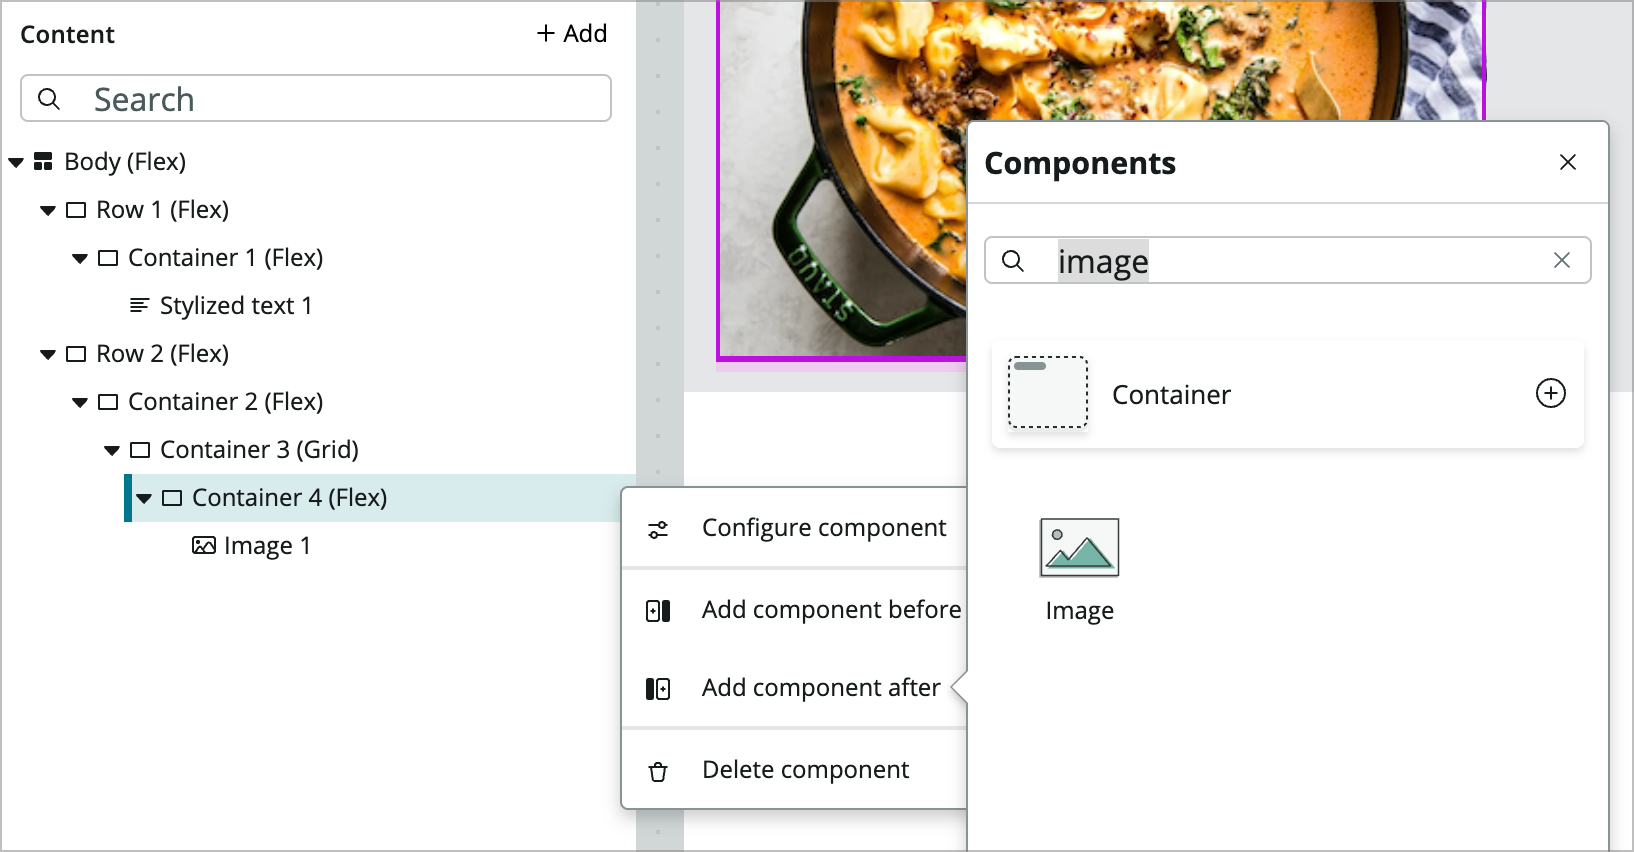 Content
+ Add
Search
Body (Flex)
Row 1 (Flex)
Container 1 (Flex)
Stylized text 1
Row 2 (Flex)
Container 2 (Flex)
Container 3 (Grid)
Container 4 (Flex)
Image 1
Configure component
Add component before
Add component after
Delete component
STAUB
Components
image
Container
Image